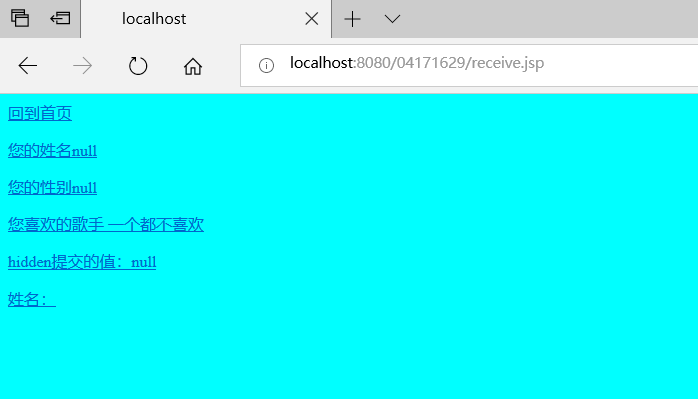 localhost
localhost:8080/04171629/receive.jsp
回到首页
您的姓名null
您的性别null
您喜欢的歌手 一个都不喜欢
hidden提交的值：null
姓名：